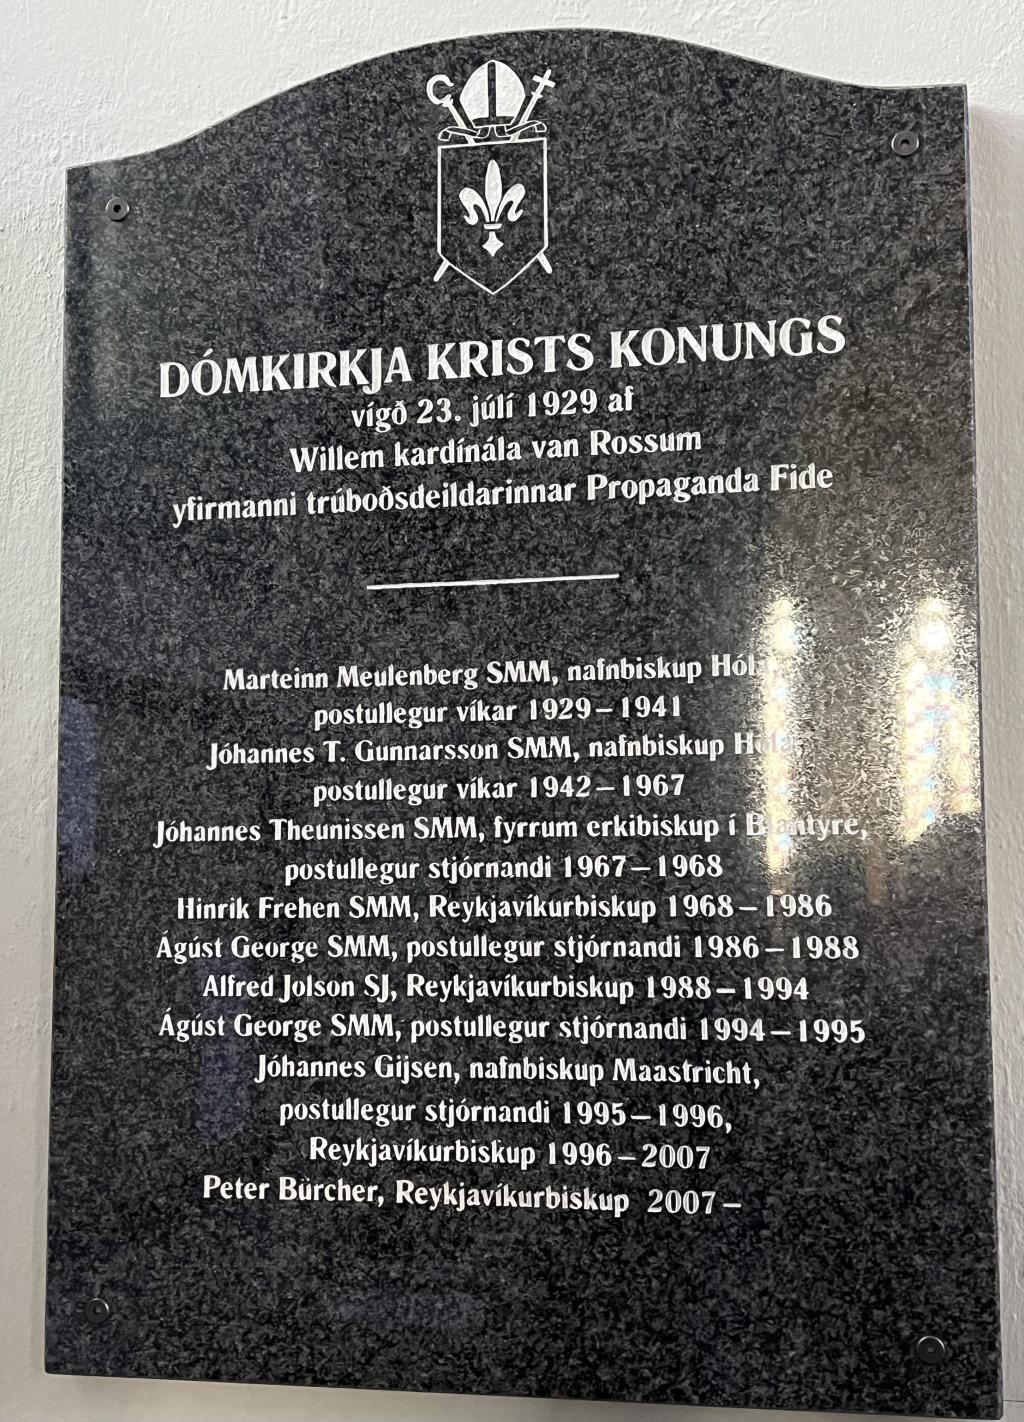 DÓMKIRKJA KRISTS KONUNGS
vígð 23. júlí 1929 af
Willem kardínála van Rossum
yfirmanni trúboðsdeildarinnar Propaganda Fide
Marteinn Meulenberg SMM, nafnbiskup
postullegur víkar 1929 – 1941
Jóhannes T. Gunnarsson SMM, nafnbiskup Hóla,
postullegur víkar 1942 – 1967
Jóhannes Theunissen SMM, fyrrum erkibiskup í Blantyre,
postullegur stjórnandi 1967 – 1968
Hinrik Frehen SMM, Reykjavíkurbiskup 1968 – 1986
Ágúst George SMM, postullegur stjórnandi 1986 – 1988
Alfred Jolson SJ, Reykjavíkurbiskup 1988 – 1994
Ágúst George SMM, postullegur stjórnandi 1994 – 1995
Jóhannes Gijsen, nafnbiskup Maastricht,
postullegur stjórnandi 1995 – 1996,
Reykjavíkurbiskup 1996 – 2007
Peter Bürcher, Reykjavíkurbiskup 2007 –